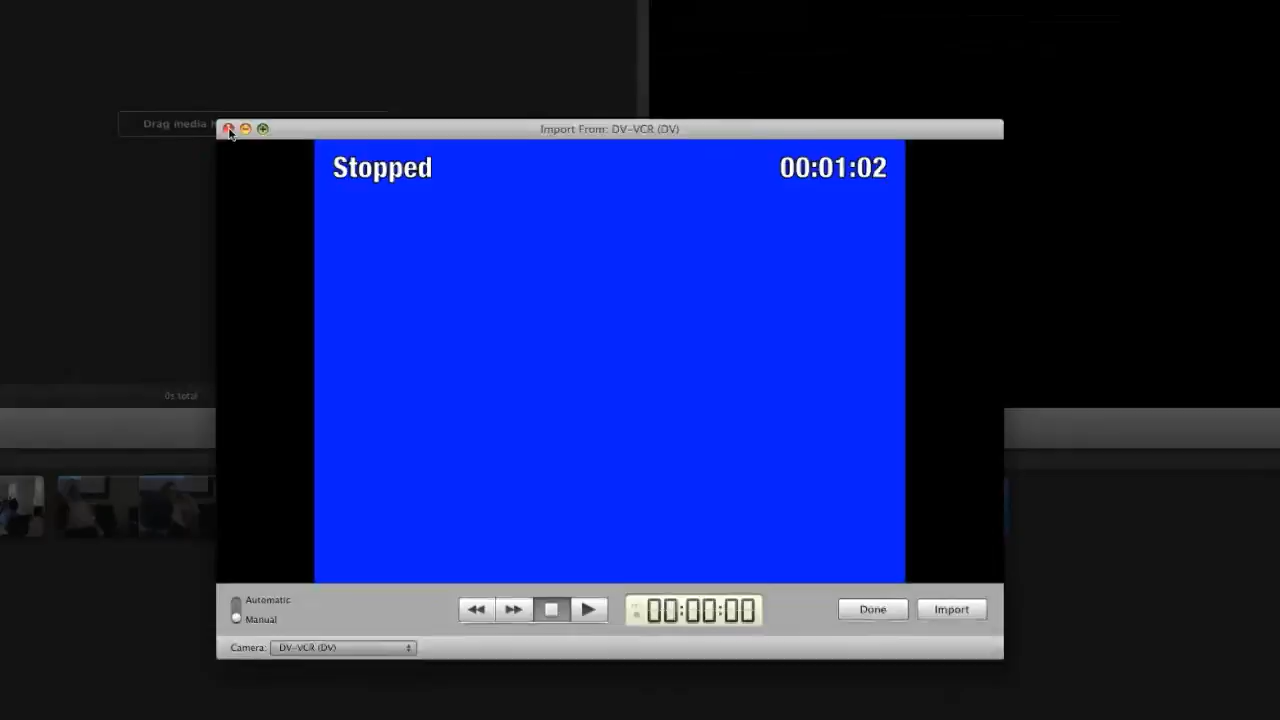 Drag media
Import From: DV-VCR (DV)
Stopped
00:01:02
0s total
Automatic
Manual
00:00:00
Done
Import
Camera:
DV-VCR (DV)